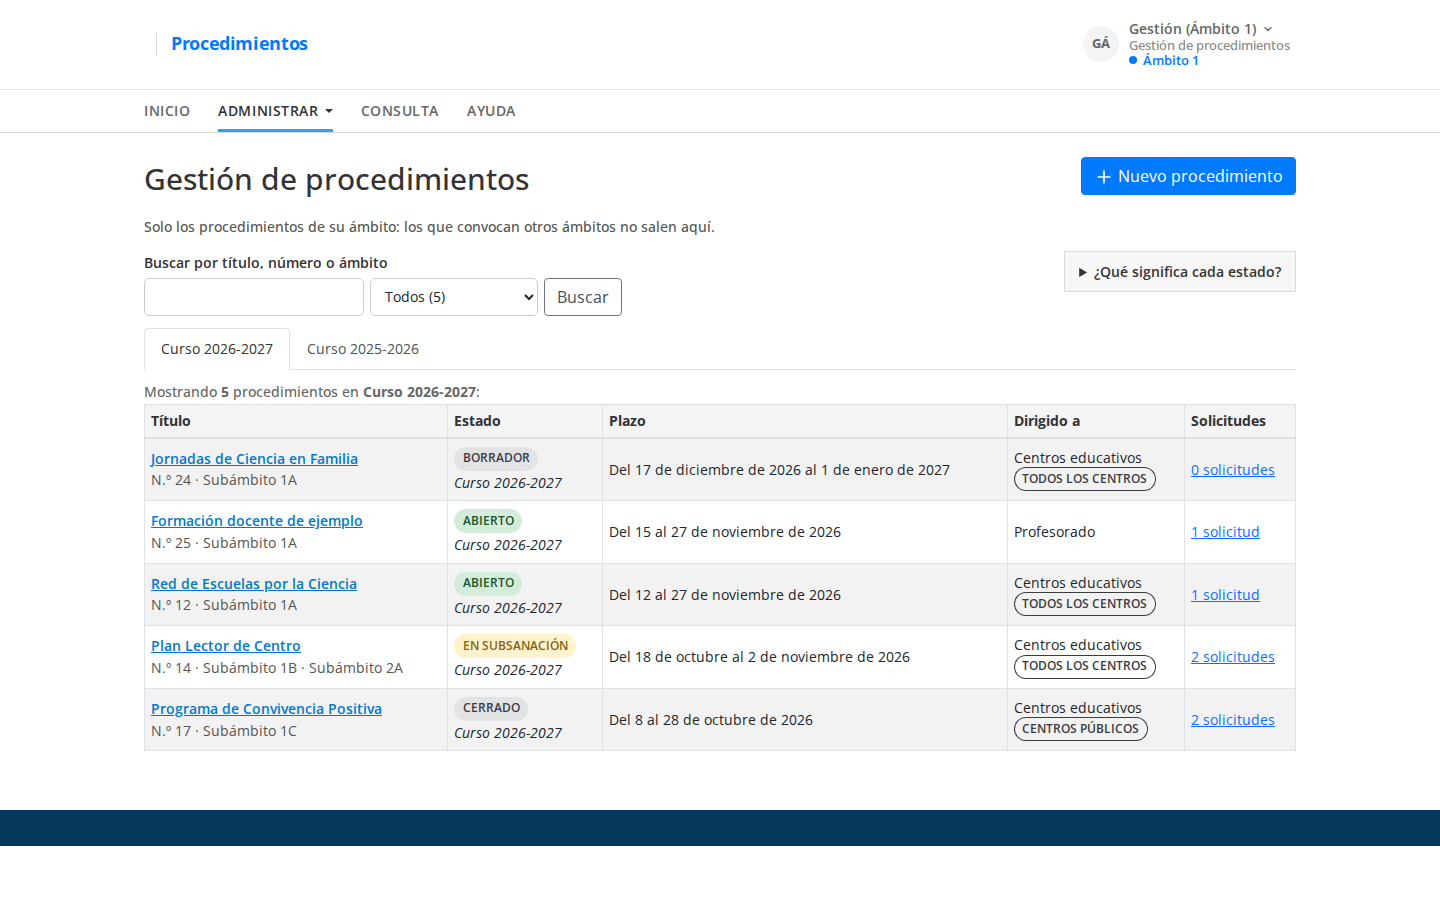 Procedimientos
GÁ
Gestión (Ámbito 1)
Gestión de procedimientos
Ámbito 1
INICIO
ADMINISTRAR
CONSULTA
AYUDA
Gestión de procedimientos
Nuevo procedimiento
Solo los procedimientos de su ámbito: los que convocan otros ámbitos no salen aquí.
Buscar por título, número o ámbito
Todos (5)
Buscar
¿Qué significa cada estado?
Curso 2026-2027
Curso 2025-2026
Mostrando 5 procedimientos en Curso 2026-2027:
Título
Estado
Plazo
Dirigido a
Solicitudes
Jornadas de Ciencia en Familia
N.º 24 · Subámbito 1A
BORRADOR
Curso 2026-2027
Del 17 de diciembre de 2026 al 1 de enero de 2027
Centros educativos
TODOS LOS CENTROS
0 solicitudes
Formación docente de ejemplo
N.º 25 · Subámbito 1A
ABIERTO
Curso 2026-2027
Del 15 al 27 de noviembre de 2026
Profesorado
1 solicitud
Red de Escuelas por la Ciencia
N.º 12 · Subámbito 1A
ABIERTO
Curso 2026-2027
Del 12 al 27 de noviembre de 2026
Centros educativos
TODOS LOS CENTROS
1 solicitud
Plan Lector de Centro
N.º 14 · Subámbito 1B · Subámbito 2A
EN SUBSANACIÓN
Curso 2026-2027
Del 18 de octubre al 2 de noviembre de 2026
Centros educativos
TODOS LOS CENTROS
2 solicitudes
Programa de Convivencia Positiva
N.º 17 · Subámbito 1C
CERRADO
Curso 2026-2027
Del 8 al 28 de octubre de 2026
Centros educativos
CENTROS PÚBLICOS
2 solicitudes